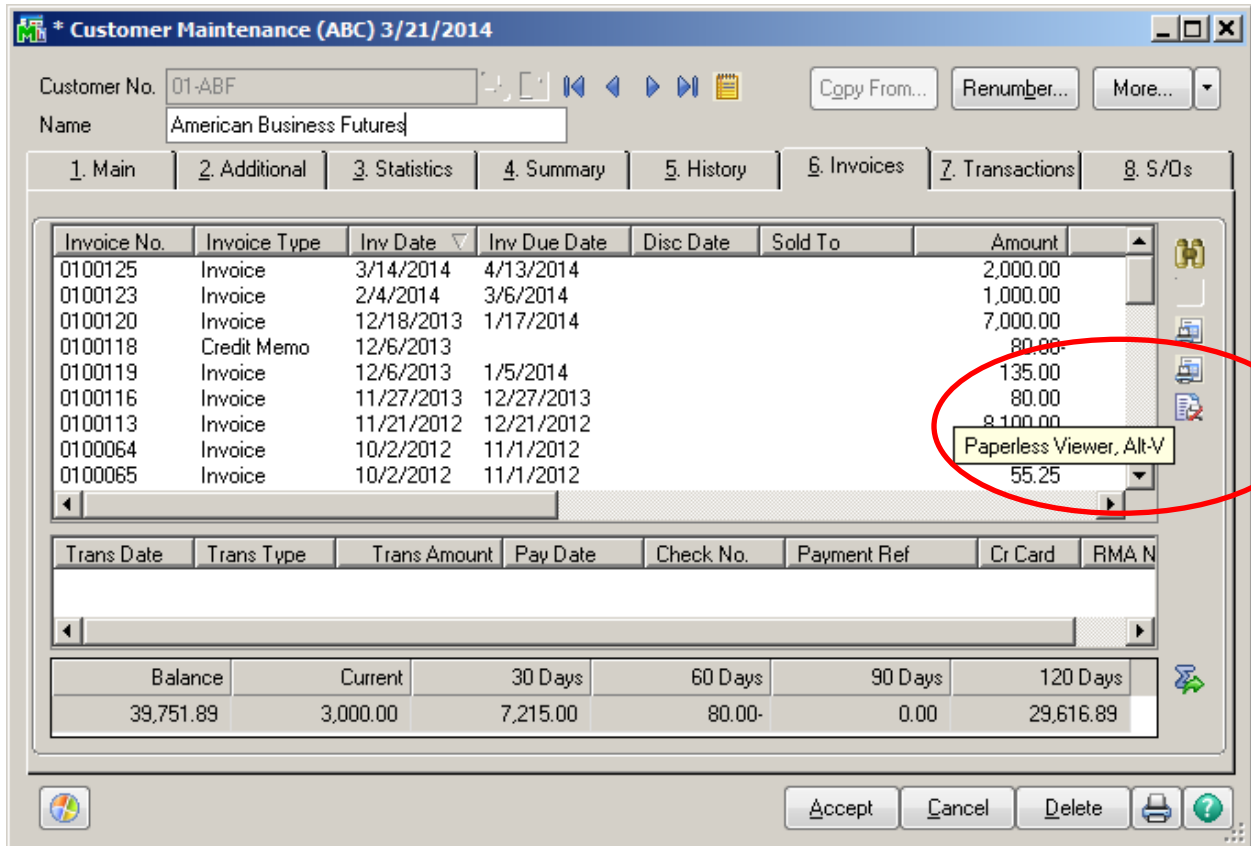 * Customer Maintenance (ABC) 3/21/2014
Customer No. 01-ABF Copy From... Renumber... More...
Name American Business Futures
1. Main 2. Additional 3. Statistics 4. Summary 5. History 6. Invoices 7. Transactions 8. S/Os
Invoice No. Invoice Type Inv Date Inv Due Date Disc Date Sold To Amount
0100125 Invoice 3/14/2014 4/13/2014 2,000.00
0100123 Invoice 2/4/2014 3/6/2014 1,000.00
0100120 Invoice 12/18/2013 1/17/2014 7,000.00
0100118 Credit Memo 12/6/2013 80.00-
0100119 Invoice 12/6/2013 1/5/2014 135.00
0100116 Invoice 11/27/2013 12/27/2013 80.00
0100113 Invoice 11/21/2012 12/21/2012 8,100.00
0100064 Invoice 10/2/2012 11/1/2012
Paperless Viewer, Alt-V
0100065 Invoice 10/2/2012 11/1/2012 55.25
Trans Date Trans Type Trans Amount Pay Date Check No. Payment Ref Cr Card RMA N
Balance Current 30 Days 60 Days 90 Days 120 Days
39,751.89 3,000.00 7,215.00 80.00- 0.00 29,616.89
Accept Cancel Delete